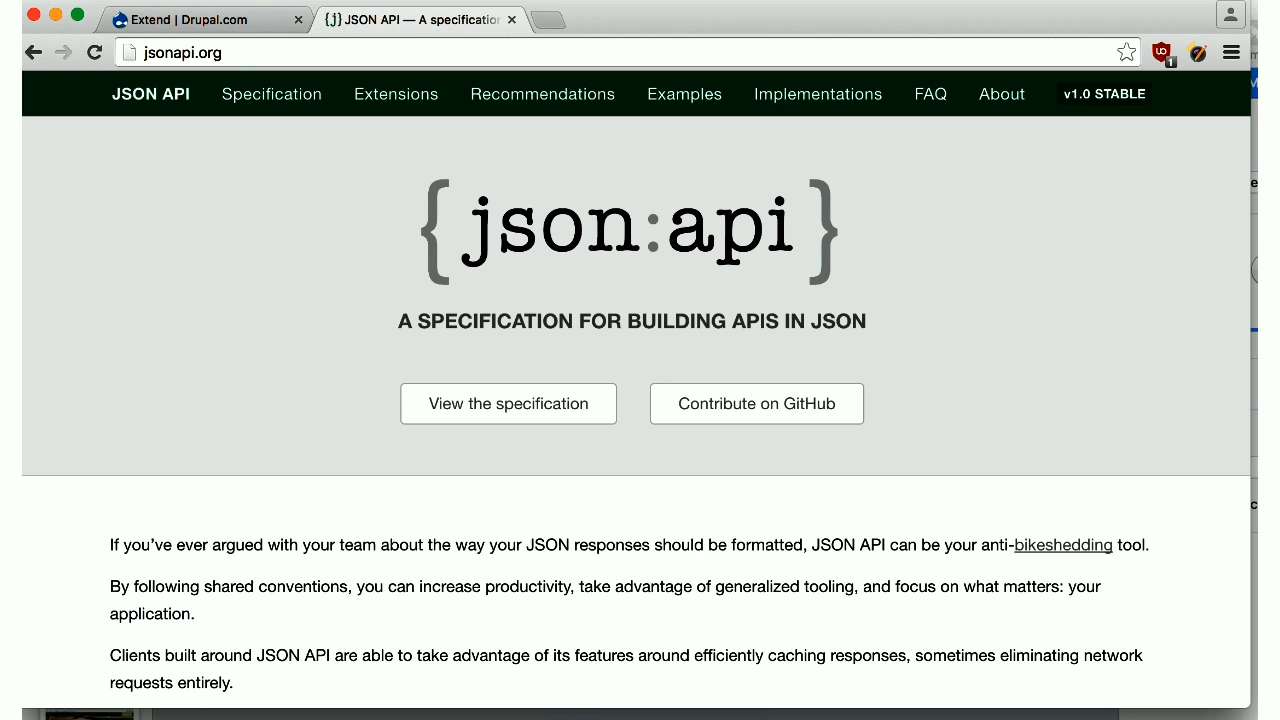 Extend | Drupal.com
{;} JSON API — A specification
jsonapi.org
1
JSON API Specification Extensions Recommendations Examples Implementations FAQ About v1.0 STABLE
{json:api}
A SPECIFICATION FOR BUILDING APIS IN JSON
View the specification Contribute on GitHub
If you've ever argued with your team about the way your JSON responses should be formatted, JSON API can be your anti-bikeshedding tool.
By following shared conventions, you can increase productivity, take advantage of generalized tooling, and focus on what matters: your
application.
Clients built around JSON API are able to take advantage of its features around efficiently caching responses, sometimes eliminating network
requests entirely.